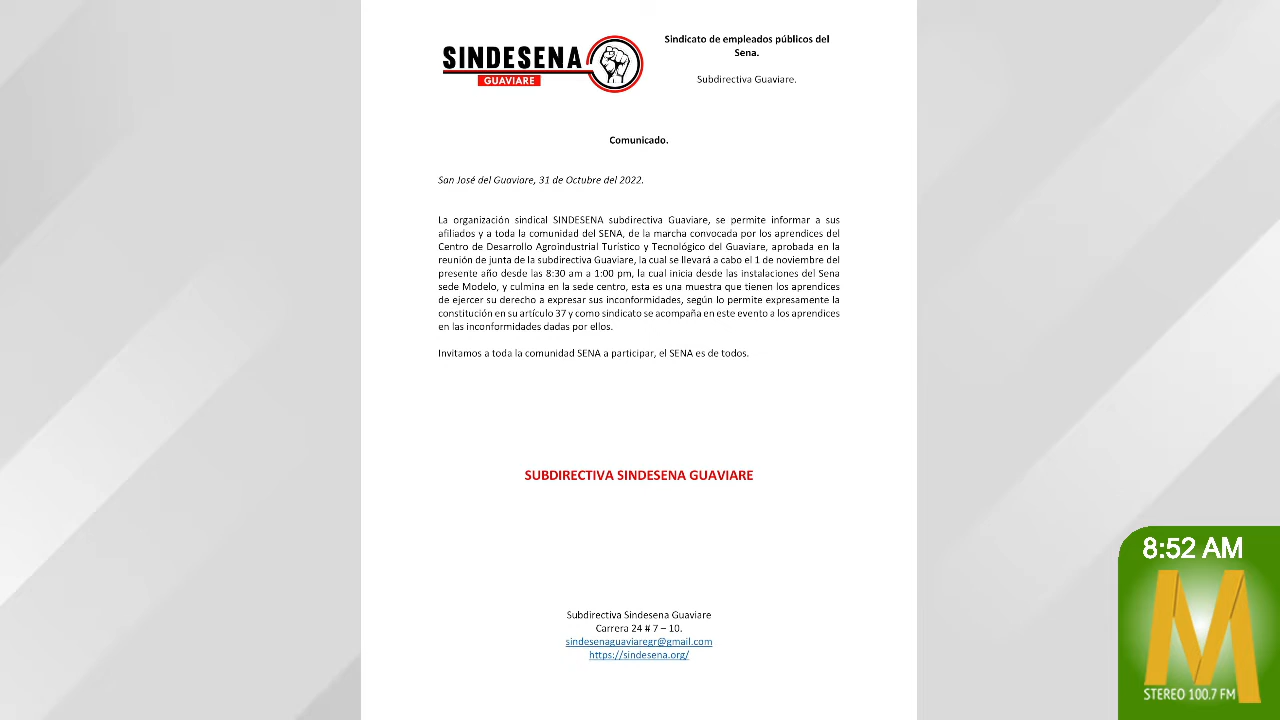 SINDESENA
GUAVIARE
Sindicato de empleados públicos del
Sena.
Subdirectiva Guaviare.
Comunicado.
San José del Guaviare, 31 de Octubre del 2022.
La organización sindical SINDESENA subdirectiva Guaviare, se permite informar a sus
afiliados y a toda la comunidad del SENA, de la marcha convocada por los aprendices del
Centro de Desarrollo Agroindustrial Turístico y Tecnológico del Guaviare, aprobada en la
reunión de junta de la subdirectiva Guaviare, la cual se llevará a cabo el 1 de noviembre del
presente año desde las 8:30 am a 1:00 pm, la cual inicia desde las instalaciones del Sena
sede Modelo, y culmina en la sede centro, esta es una muestra que tienen los aprendices
de ejercer su derecho a expresar sus inconformidades, según lo permite expresamente la
constitución en su artículo 37 y como sindicato se acompaña en este evento a los aprendices
en las inconformidades dadas por ellos.
Invitamos a toda la comunidad SENA a participar, el SENA es de todos.
SUBDIRECTIVA SINDESENA GUAVIARE
Subdirectiva Sindesena Guaviare
Carrera 24 # 7 – 10.
sindesenaguaviaregr@gmail.com
https://sindesena.org/
8:52 AM
M
STEREO 100.7 FM